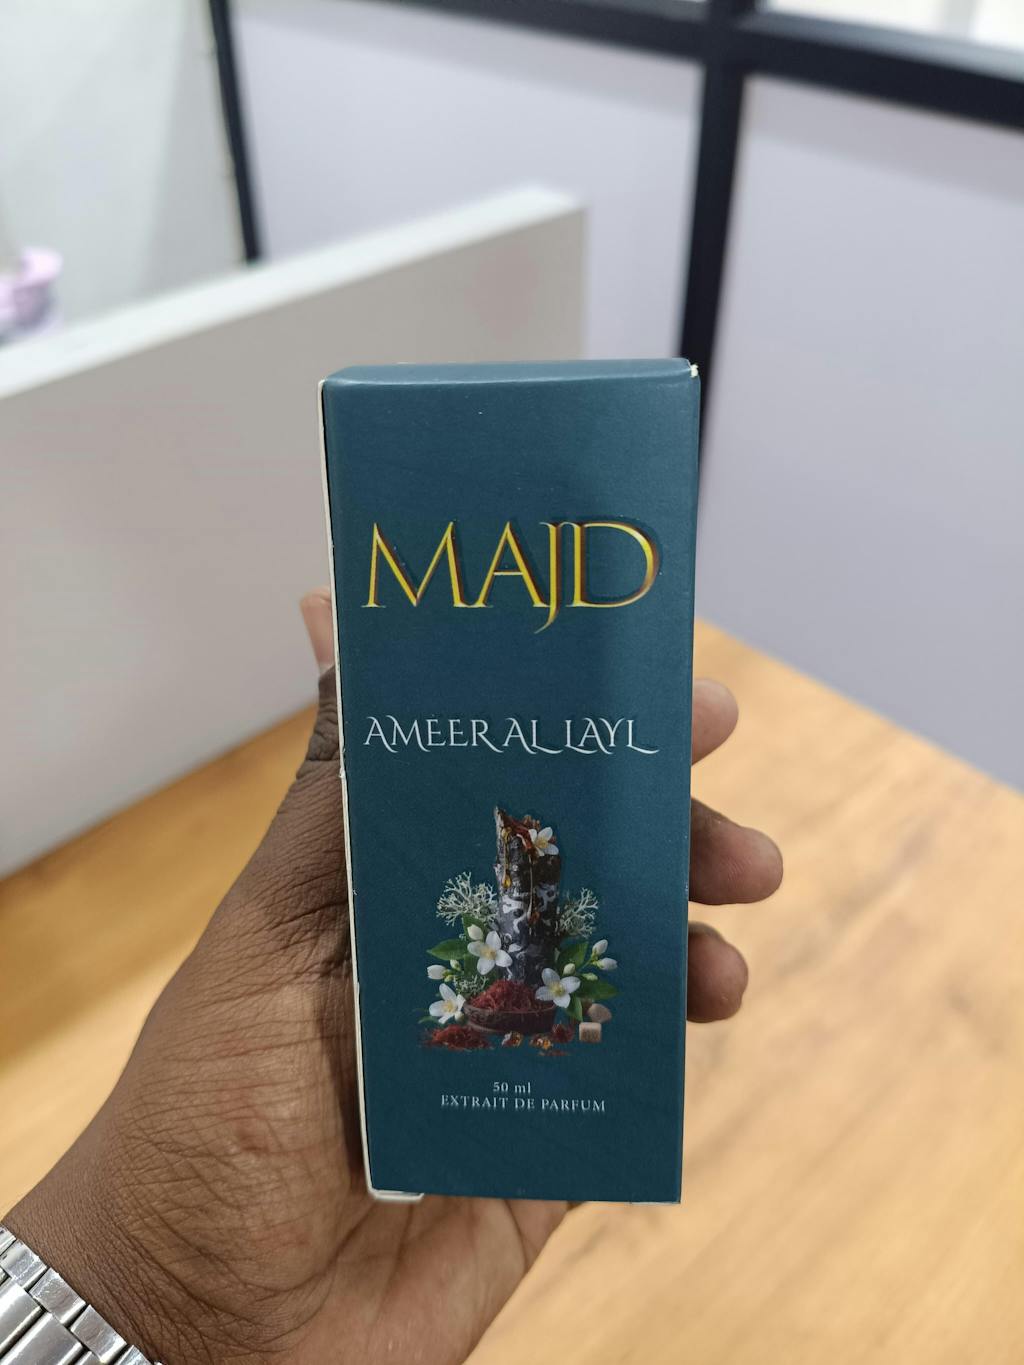 MAJD
AMEER AL LAYL
50 ml
EXTRAIT DE PARFUM